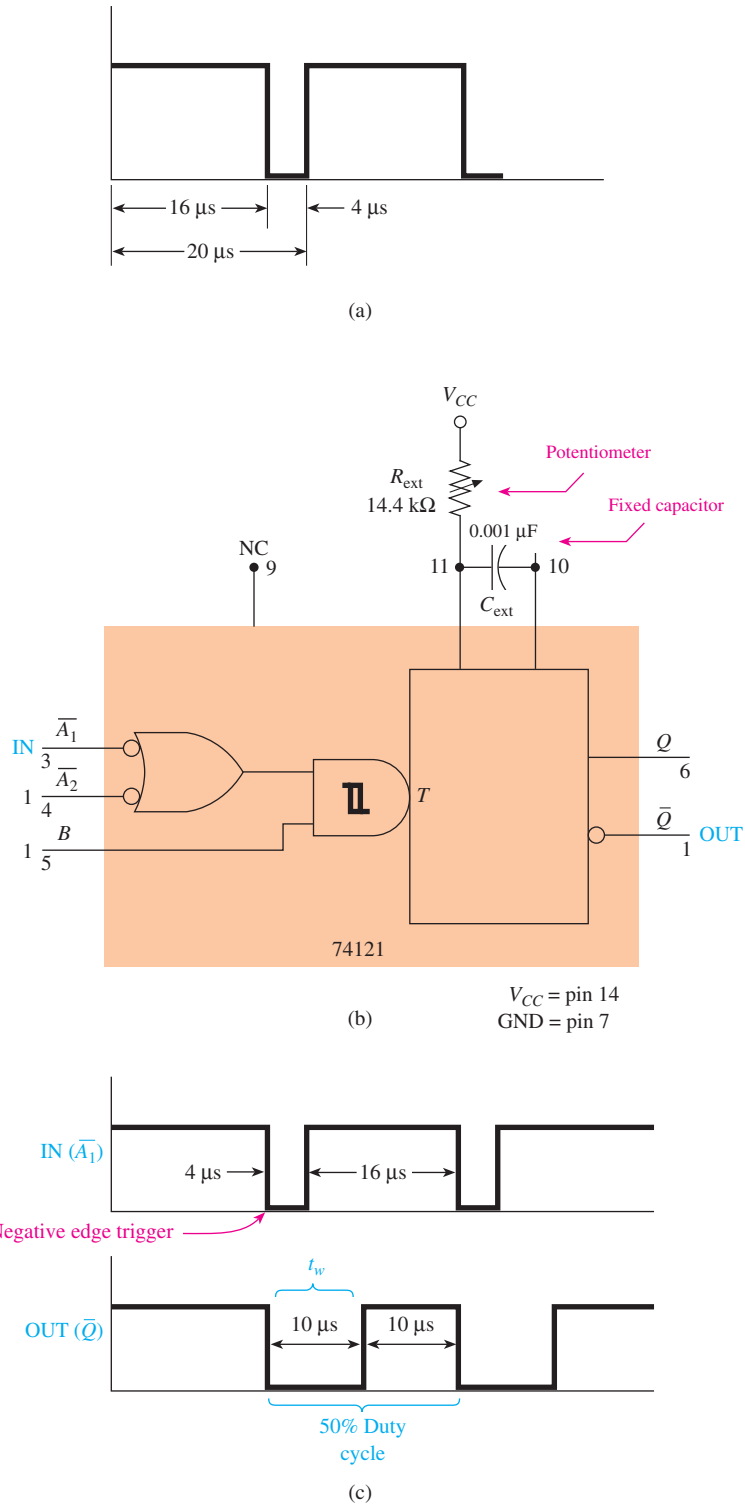 16 µs
4 µs
20 µs
(a)
V_CC
Potentiometer
R_ext
14.4 kΩ
Fixed capacitor
0.001 µF
NC
9
11
10
C_ext
IN
A̅₁̅
3
1
A̅₂̅
4
1
B
5
T
Q
6
Q̅
1
OUT
74121
V_CC = pin 14
GND = pin 7
(b)
IN (A̅₁̅)
4 µs
16 µs
Negative edge trigger
t_w
OUT (Q̅)
10 µs
10 µs
50% Duty
cycle
(c)